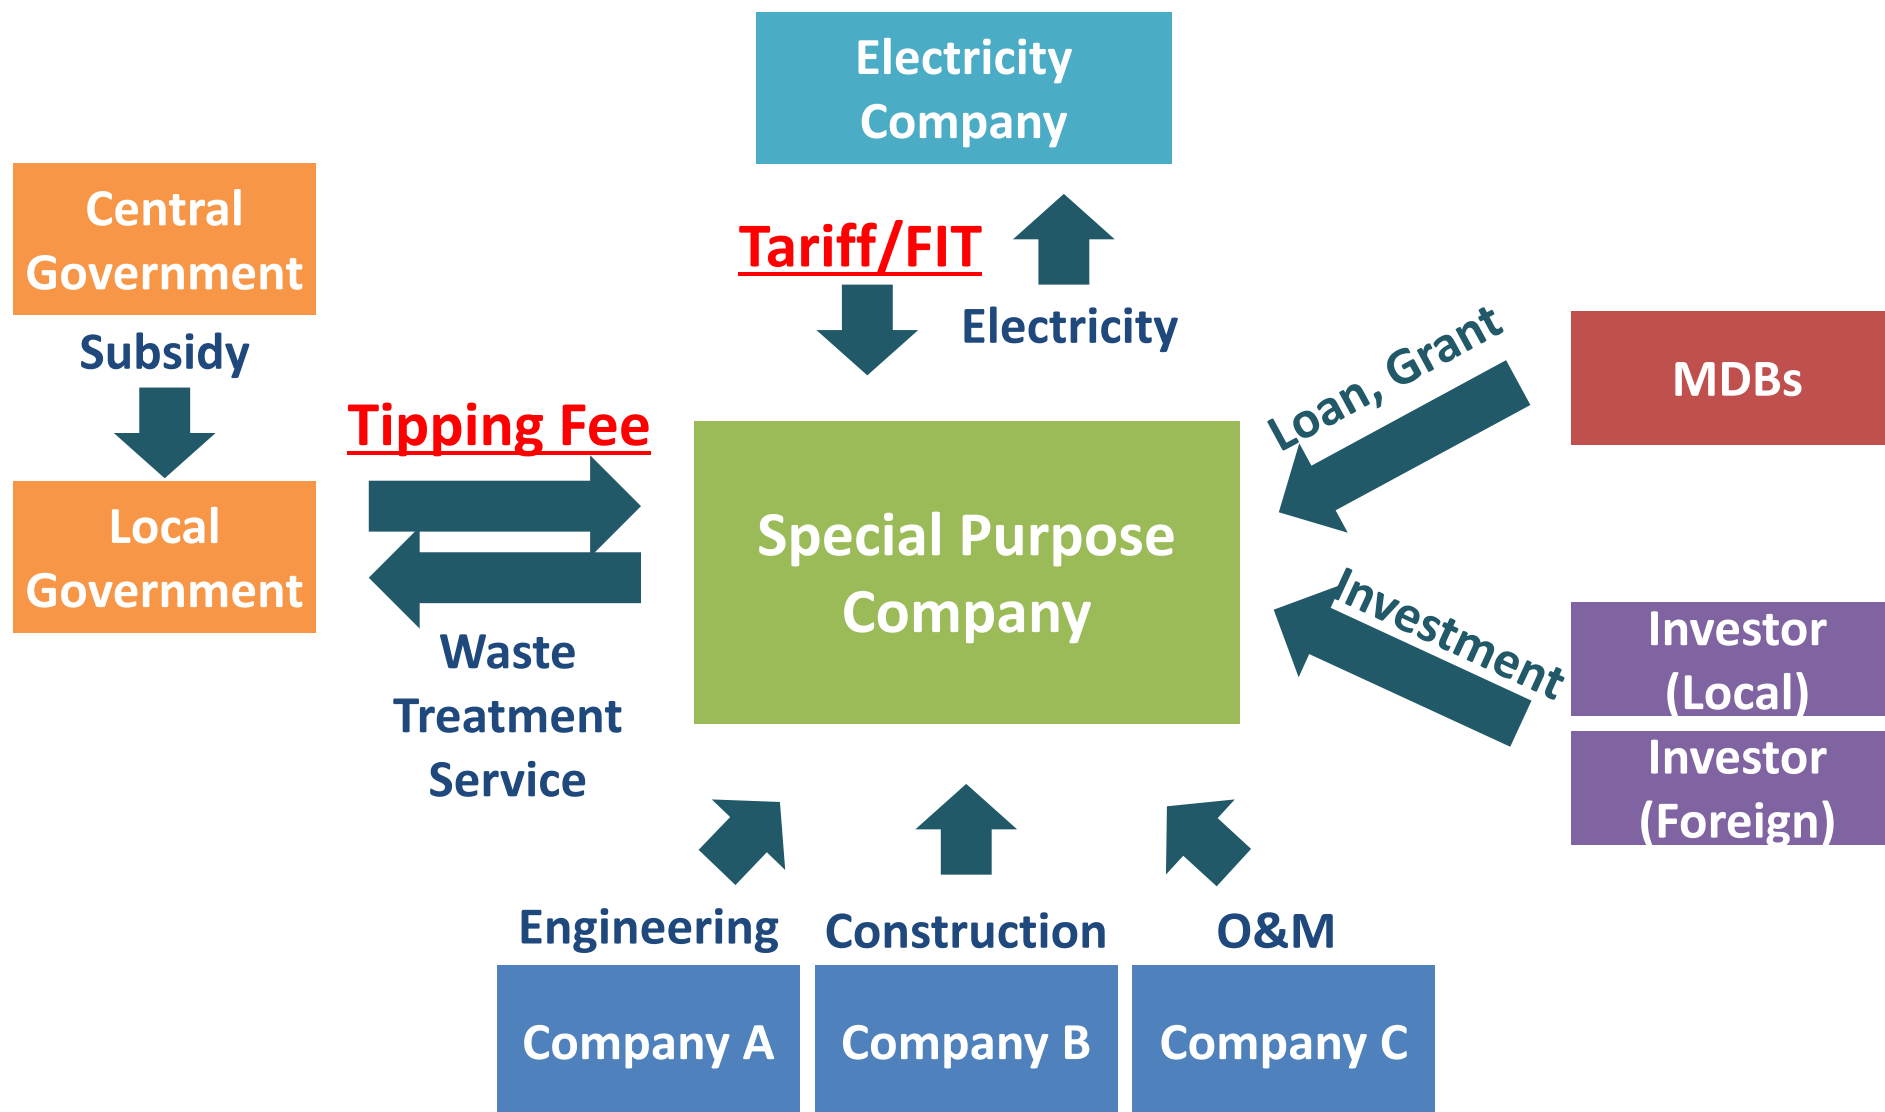 Electricity
Company
Central
Government
Subsidy
Local
Government
Tariff/FIT
Electricity
Tipping Fee
Waste
Treatment
Service
Special Purpose
Company
Loan, Grant
MDBs
Investment
Investor
(Local)
Investor
(Foreign)
Engineering
Construction
O&M
Company A
Company B
Company C